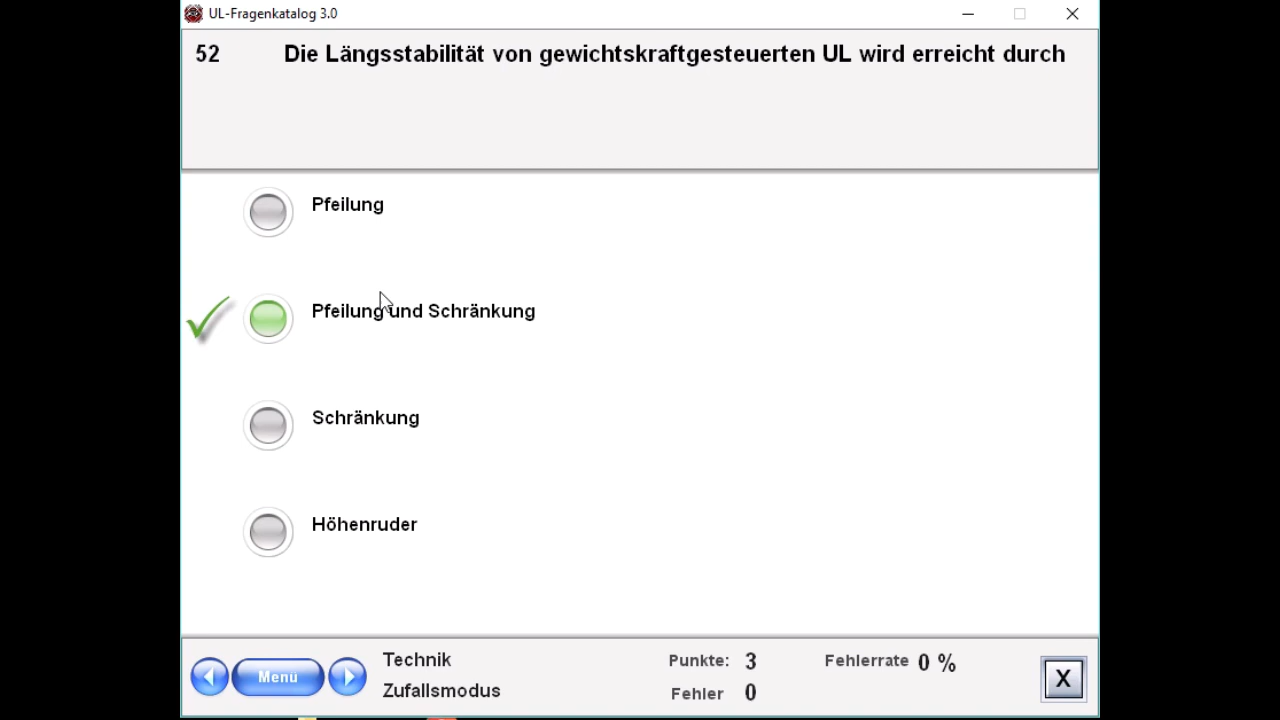 UL-Fragenkatalog 3.0
52 Die Längsstabilität von gewichtskraftgesteuerten UL wird erreicht durch
Pfeilung
Pfeilung und Schränkung
Schränkung
Höhenruder
Technik Punkte: 3 Fehlerrate 0 %
Menü
Zufallsmodus Fehler 0
X